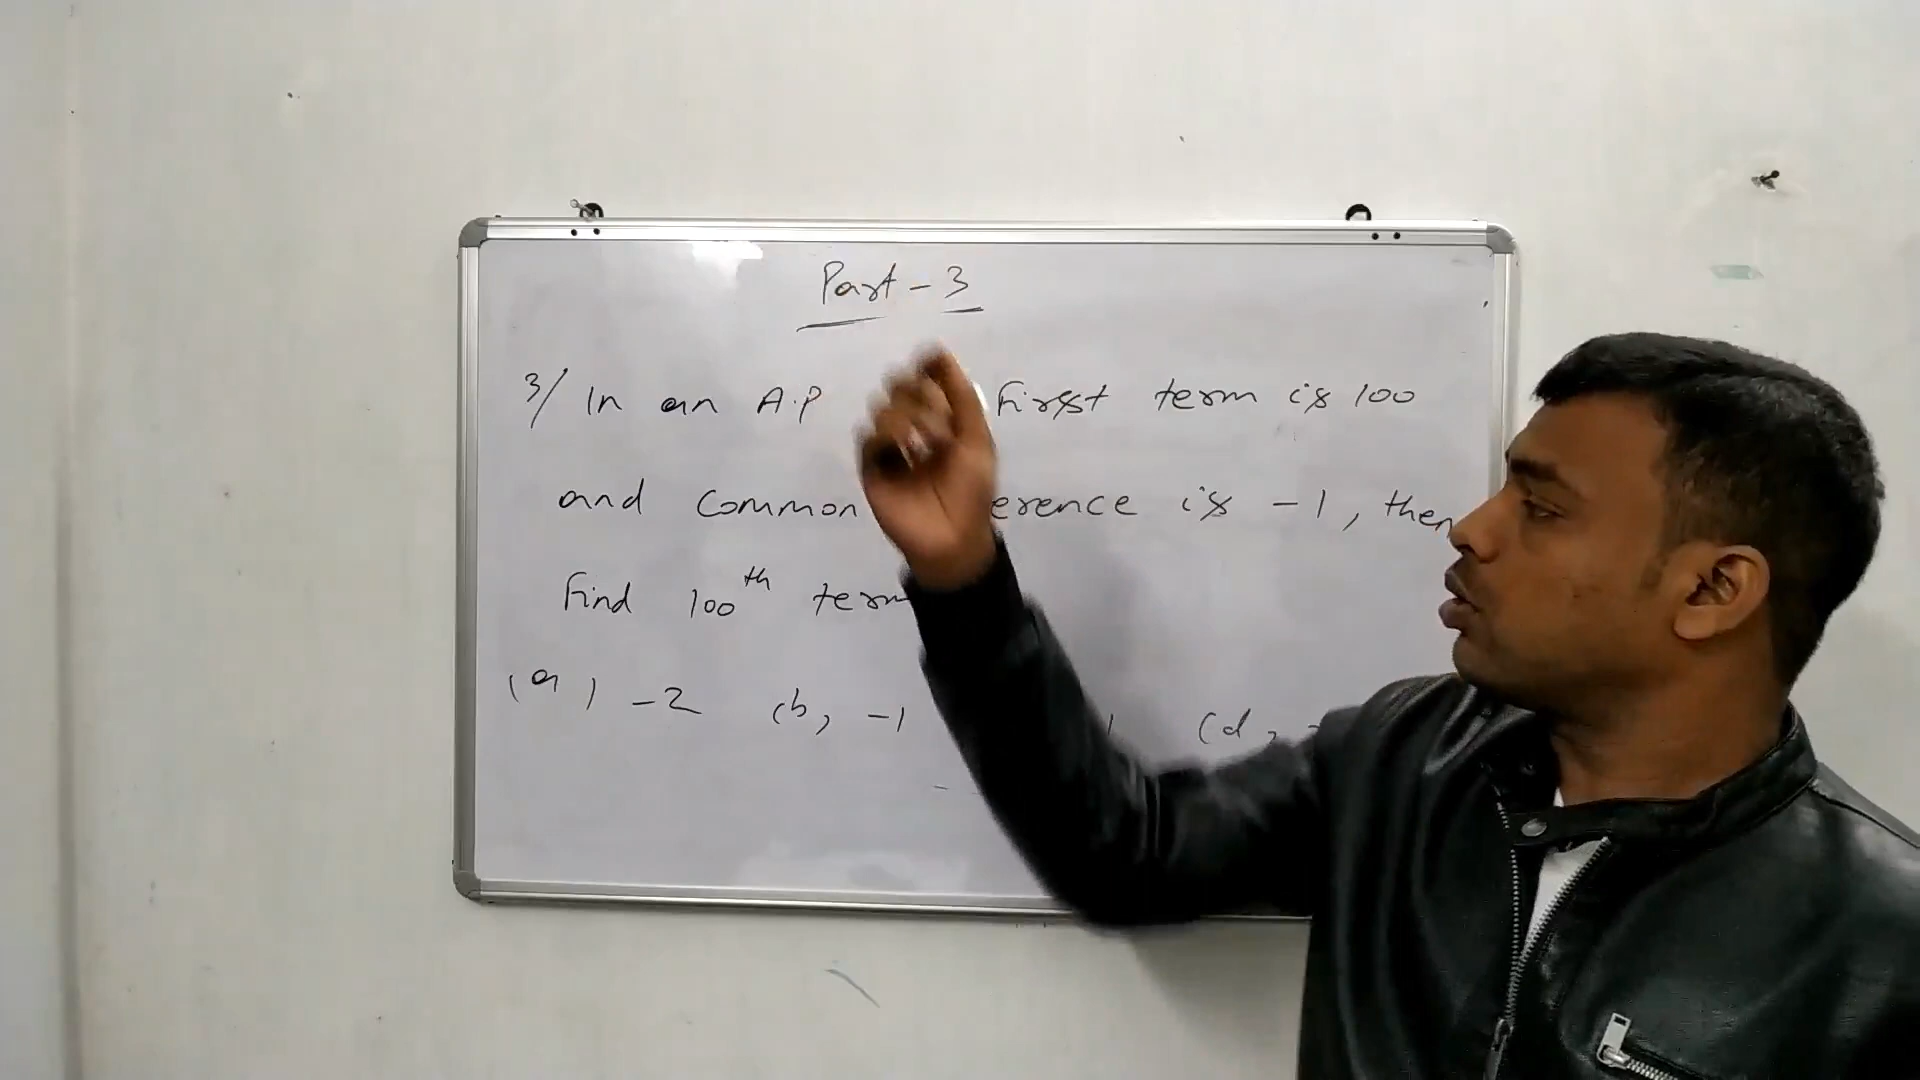 Part - 3
3/ In an A.P First term is 100
and common erence is -1, then
Find 100th term
(a) -2 (b) -1 1 (d)